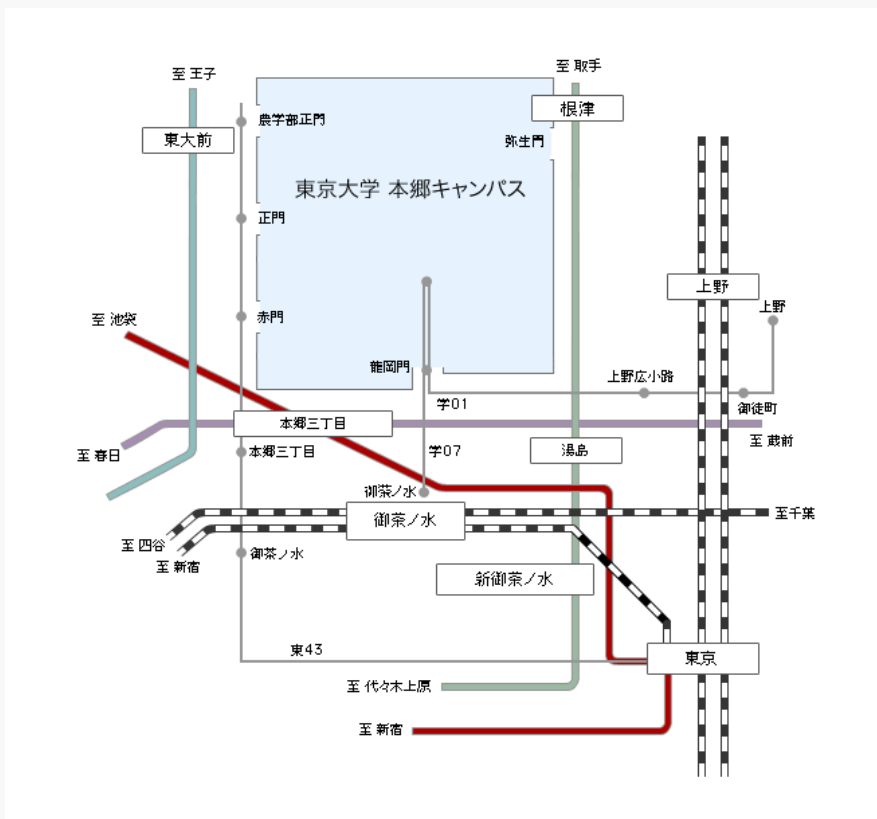 至 王子
至 取手
根津
農学部正門
東大前
弥生門
東京大学 本郷キャンパス
正門
上野
上野
赤門
至 池袋
龍岡門
上野広小路
学01
御徒町
本郷三丁目
至 蔵前
至 春日
本郷三丁目
学07
湯島
御茶ノ水
御茶ノ水
至千葉
至 四谷
御茶ノ水
至 新宿
新御茶ノ水
東43
東京
至 代々木上原
至 新宿